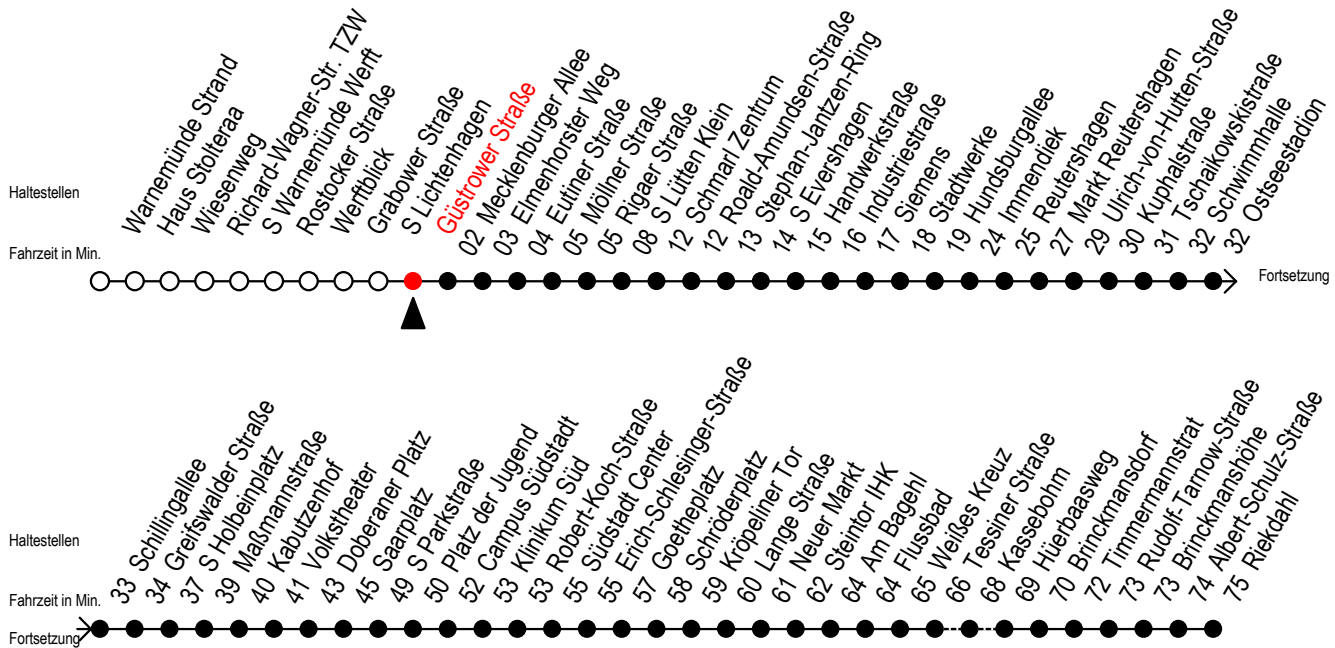 Haltestellen
Warnemünde Strand
Haus Stolteraa
Wiesenweg
Richard-Wagner-Str. TZW
S Warnemünde Werft
Rostocker Straße
Werftblick
Grabower Straße
S Lichtenhagen
Güstrower Straße
02 Mecklenburger Allee
03 Elmenhorster Weg
04 Eutiner Straße
05 Möllner Straße
05 Rigaer Straße
08 S Lütten Klein
12 Schmarl Zentrum
12 Roald-Amundsen-Straße
13 Stephan-Jantzen-Ring
14 S Evershagen
15 Handwerkstraße
16 Industriestraße
17 Siemens
18 Stadtwerke
19 Hundsburgallee
24 Immendiek
25 Reutershagen
27 Markt Reutershagen
29 Ulrich-von-Hutten-Straße
30 Kuphalstraße
31 Tschaikowskistraße
32 Schwimmhalle
32 Ostseestadion
Fahrzeit in Min.
Fortsetzung
Haltestellen
33 Schillingallee
34 Greifswalder Straße
37 S Holbeinplatz
39 Maßmannstraße
40 Kabutzenhof
41 Volkstheater
43 Doberaner Platz
45 Saarplatz
49 S Parkstraße
50 Platz der Jugend
52 Campus Südstadt
53 Klinikum Süd
53 Robert-Koch-Straße
55 Südstadt Center
55 Erich-Schlesinger-Straße
57 Goetheplatz
58 Schröderplatz
59 Kröpeliner Tor
60 Lange Straße
61 Neuer Markt
62 Steintor IHK
64 Am Bagehl
64 Flussbad
65 Weißes Kreuz
66 Tessiner Straße
68 Kassebohm
69 Hüerbaasweg
70 Brinckmansdorf
72 Timmermannstrat
73 Rudolf-Tarnow-Straße
73 Brinckmanshöhe
74 Albert-Schulz-Straße
75 Riekdahl
Fahrzeit in Min.
Fortsetzung